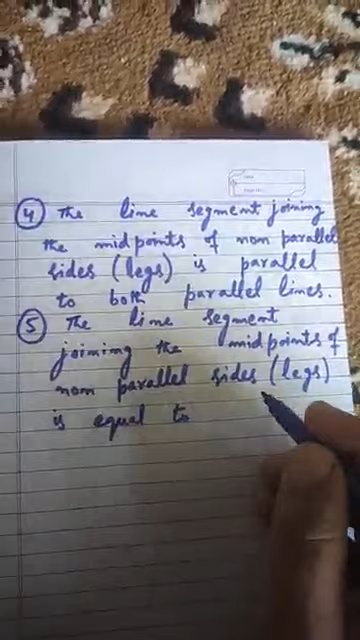 ④ The line segment joining
the midpoints of non parallel
sides (legs) is parallel
to both parallel lines.
⑤ The line segment
joining the midpoints of
non parallel sides (legs)
is equal to